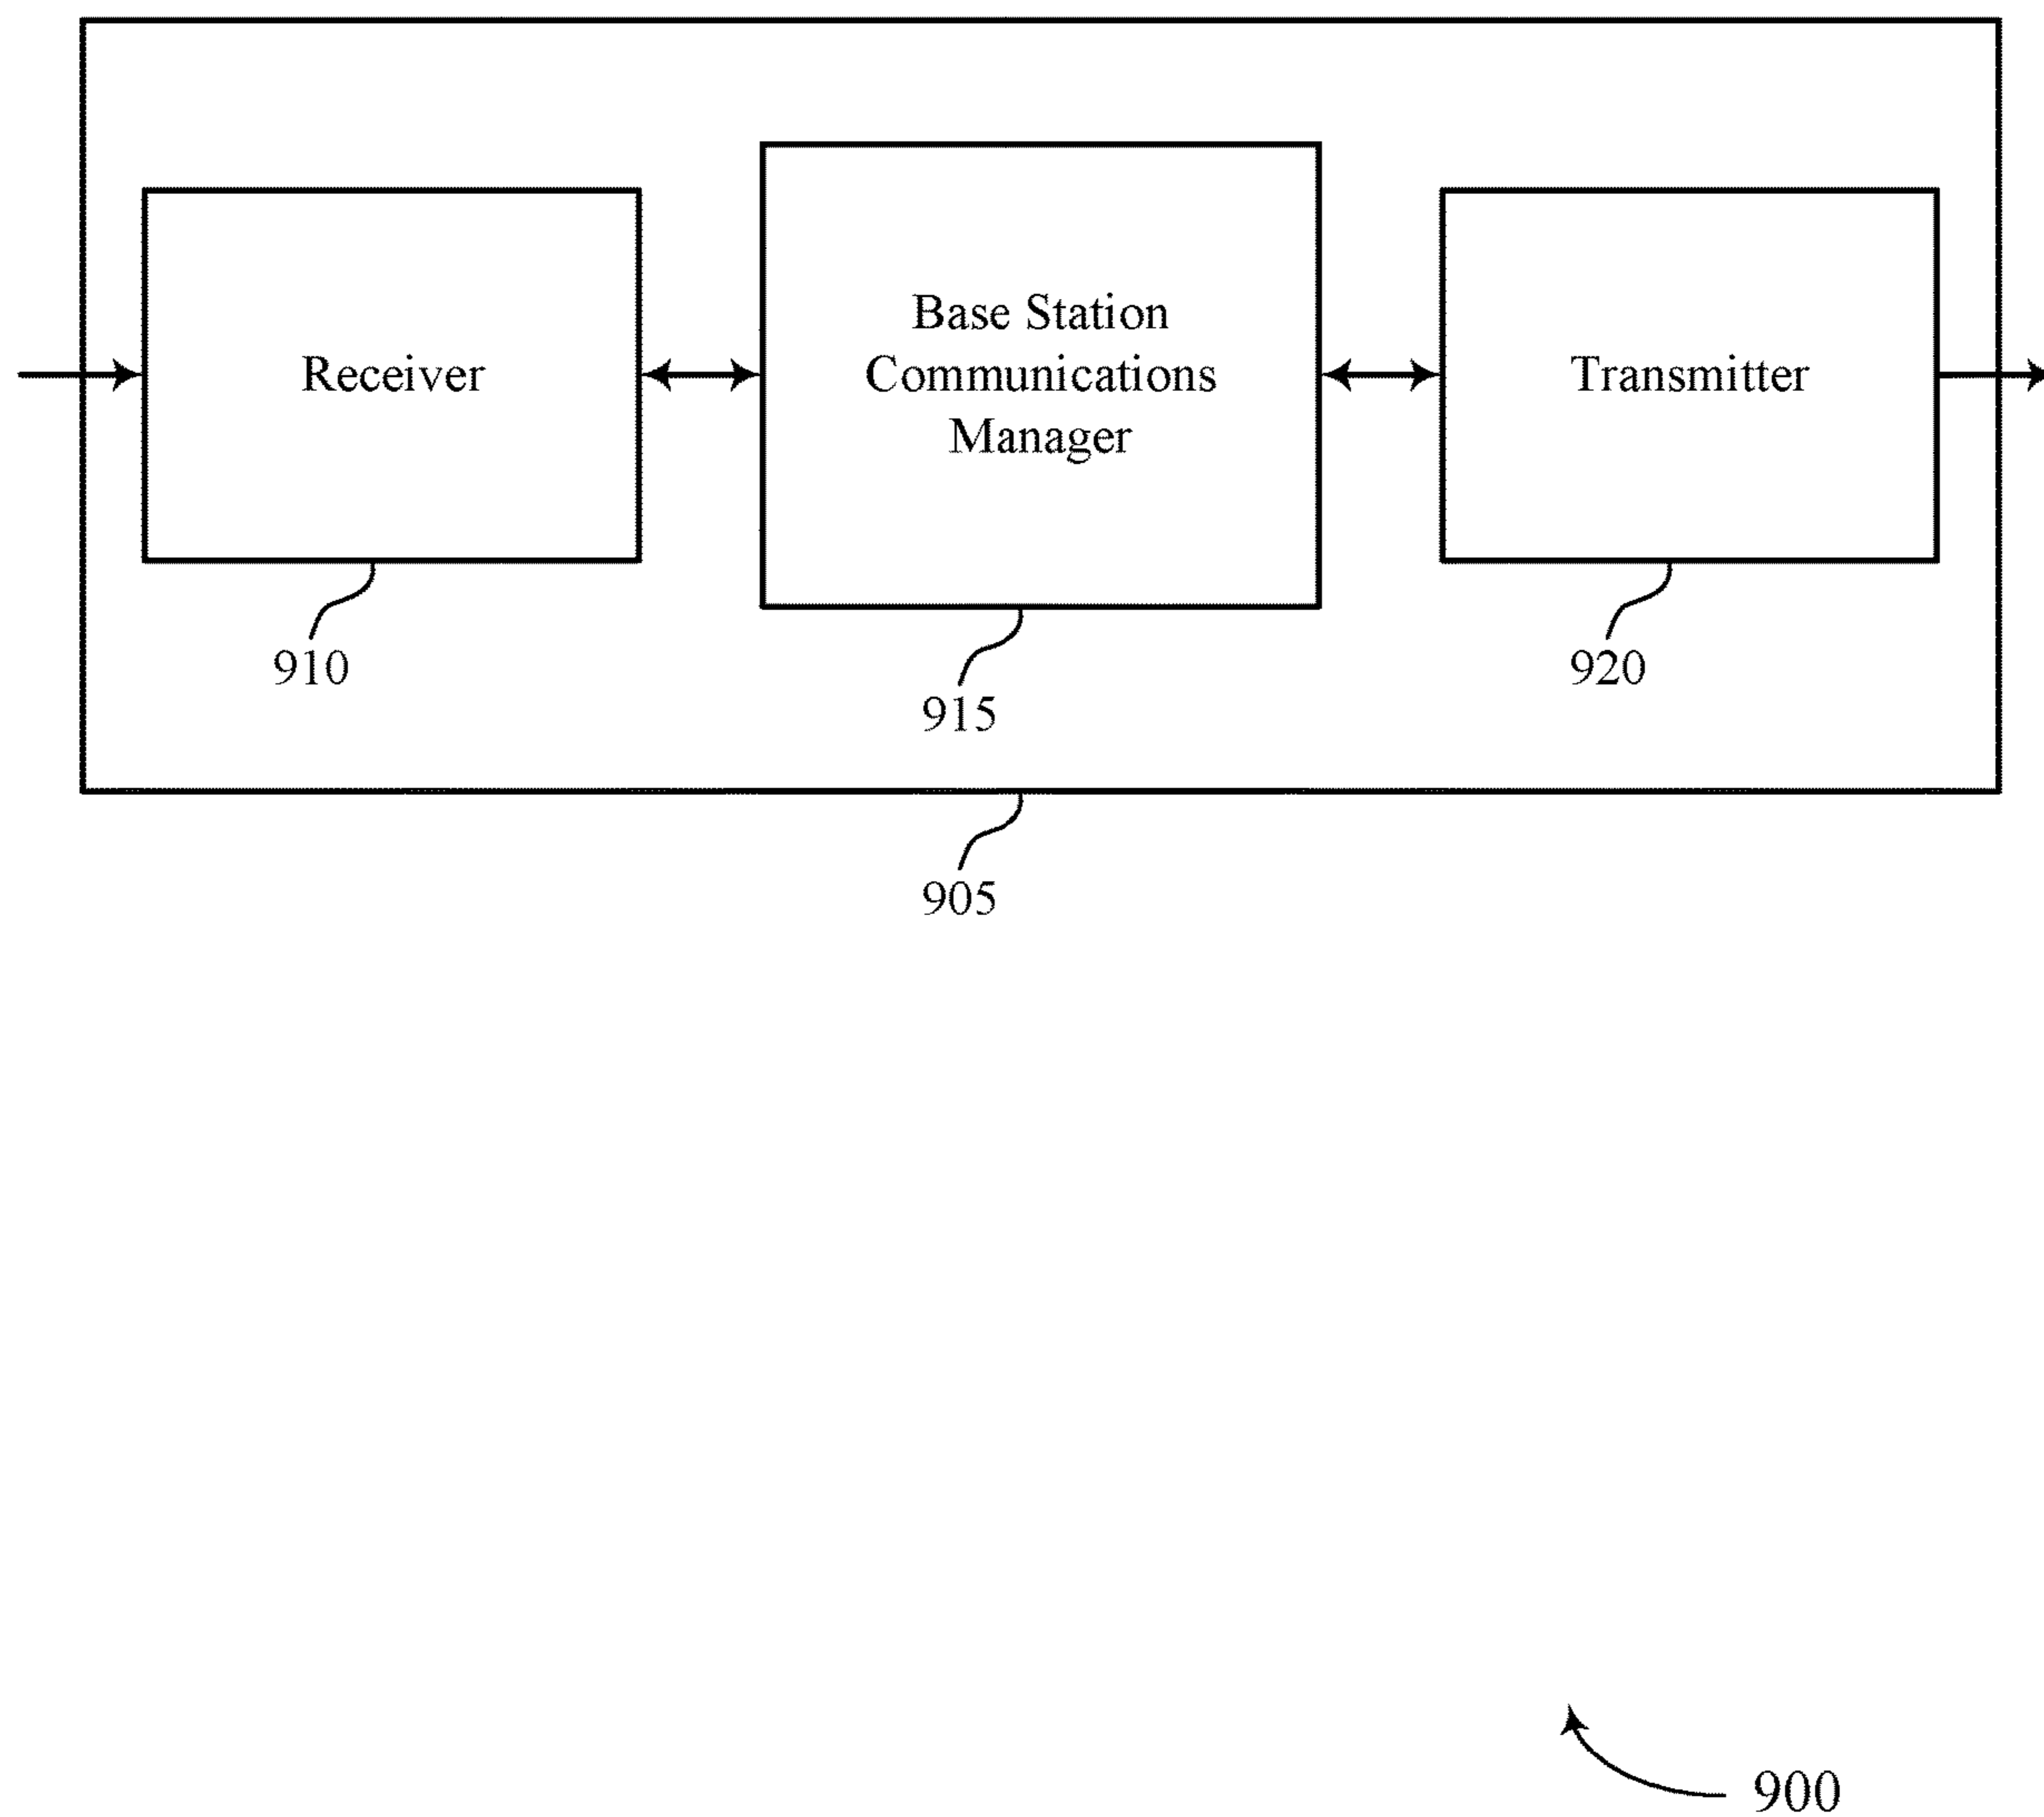 Receiver
Base Station
Communications
Manager
Transmitter
910
915
920
905
900